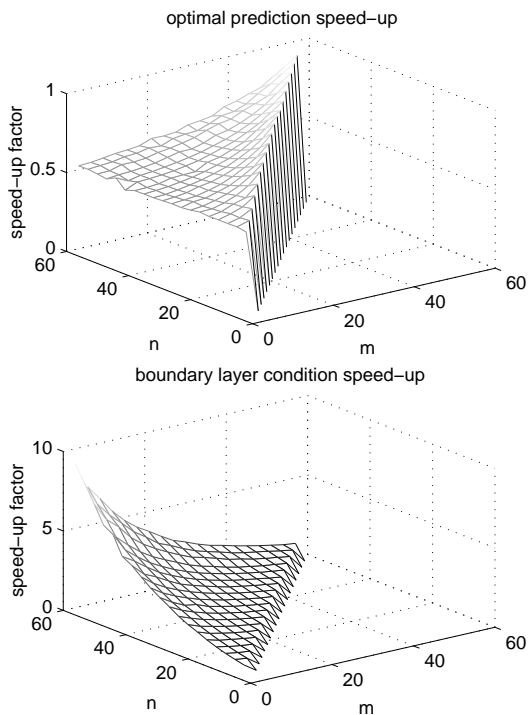 optimal prediction speed−up
1
0.5
0
speed−up factor
60
40
20
0
n
0
20
40
60
m
boundary layer condition speed−up
10
5
0
speed−up factor
60
40
20
0
n
0
20
40
60
m